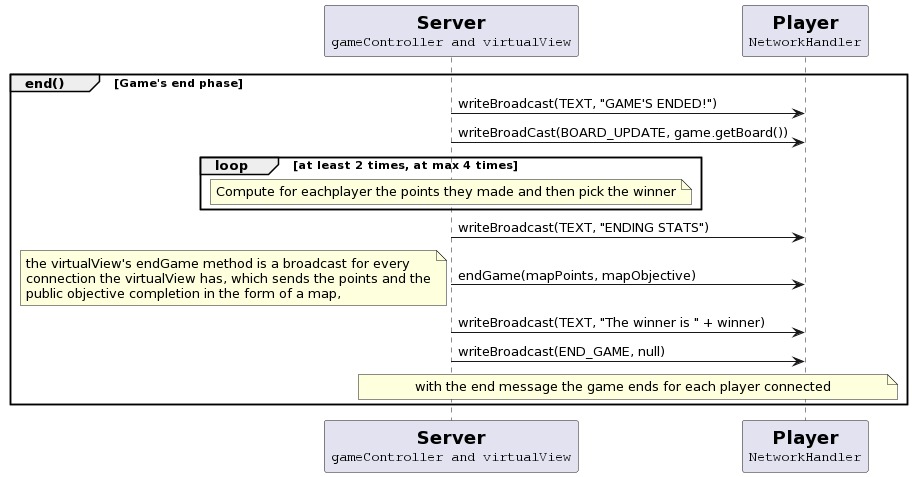 Server
gameController and virtualView
Player
NetworkHandler
end()
[Game's end phase]
writeBroadcast(TEXT, "GAME'S ENDED!")
writeBroadCast(BOARD_UPDATE, game.getBoard())
loop
[at least 2 times, at max 4 times]
Compute for eachplayer the points they made and then pick the winner
writeBroadcast(TEXT, "ENDING STATS")
the virtualView's endGame method is a broadcast for every
connection the virtualView has, which sends the points and the
public objective completion in the form of a map,
endGame(mapPoints, mapObjective)
writeBroadcast(TEXT, "The winner is " + winner)
writeBroadcast(END_GAME, null)
with the end message the game ends for each player connected
Server
gameController and virtualView
Player
NetworkHandler